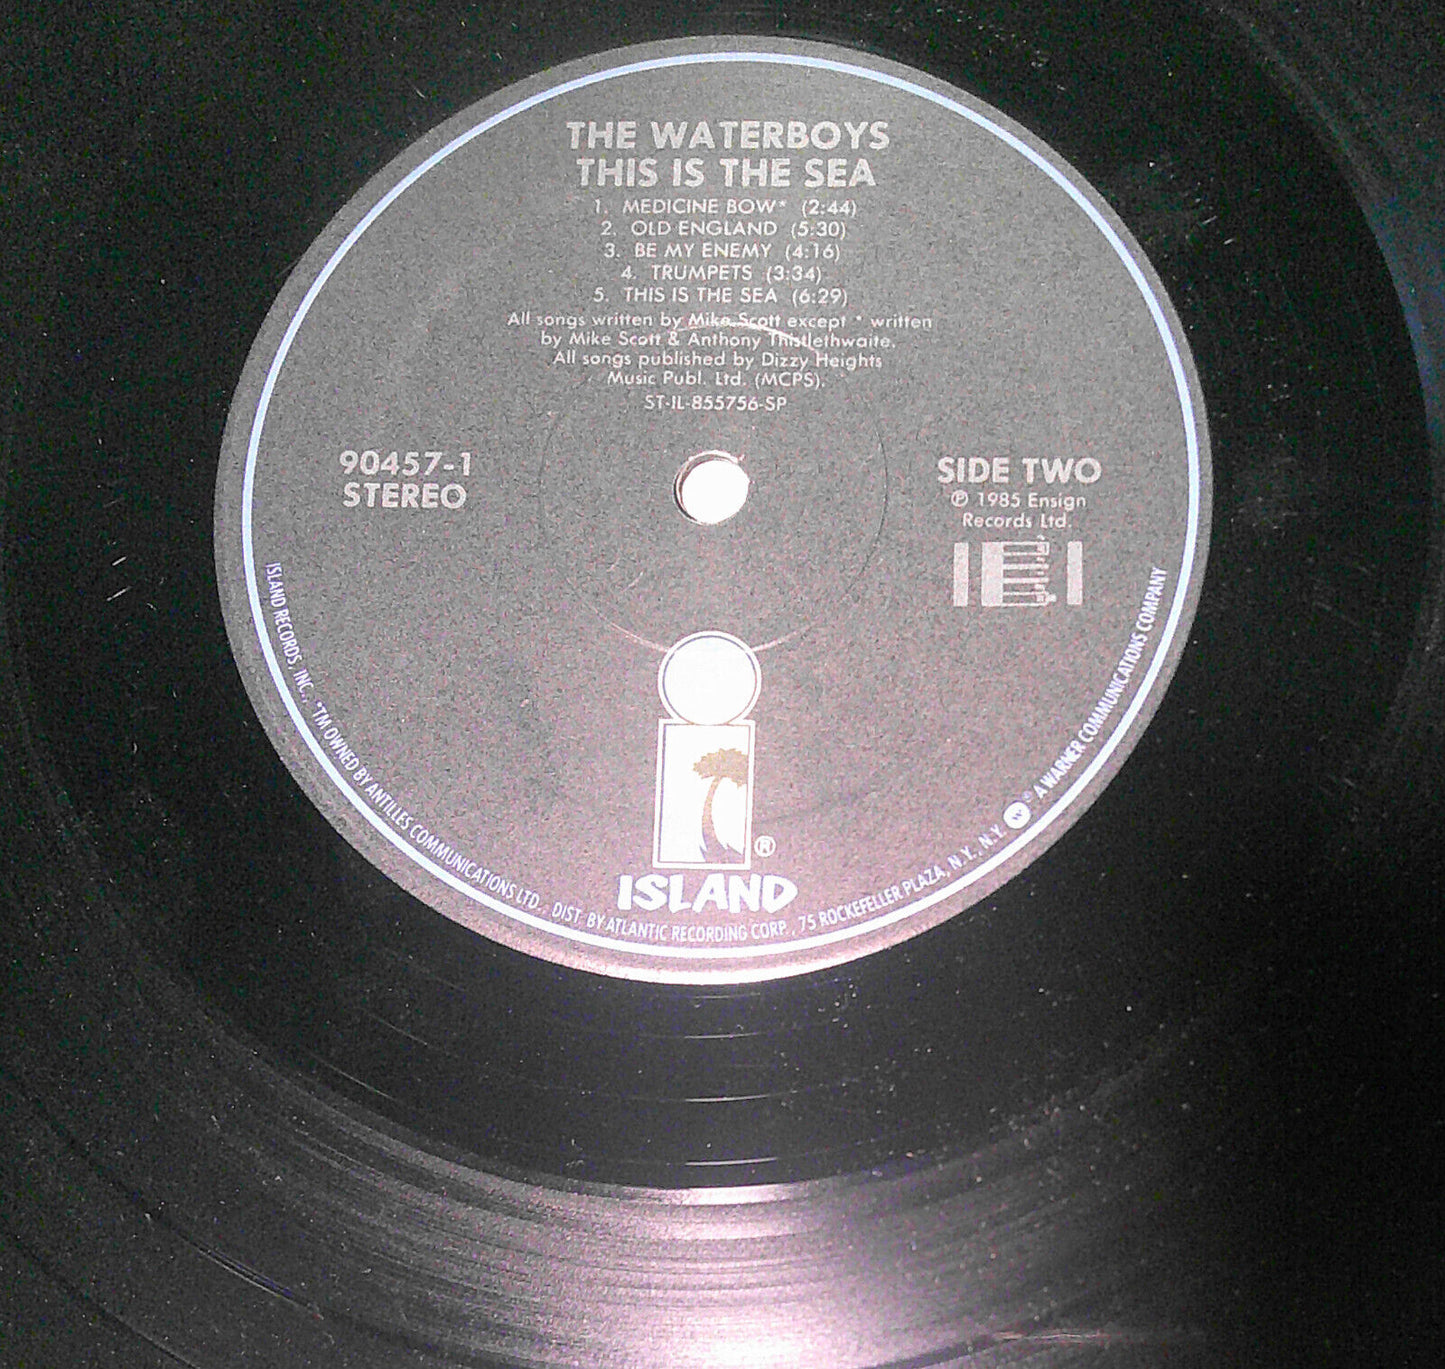 THE WATERBOYS
THIS IS THE SEA
1. MEDICINE BOW* (2:44)
2. OLD ENGLAND (5:30)
3. BE MY ENEMY (4:16)
4. TRUMPETS (3:34)
5. THIS IS THE SEA (6:29)
All songs written by Mike Scott except * written
by Mike Scott & Anthony Thistlethwaite.
All songs published by Dizzy Heights
Music Publ. Ltd. (MCPS).
ST-IL-855756-SP
90457-1
STEREO
SIDE TWO
℗ 1985 Ensign
Records Ltd.
®
ISLAND
ISLAND RECORDS, INC., *TM OWNED BY ANTILLES COMMUNICATIONS LTD., DIST. BY ATLANTIC RECORDING CORP., 75 ROCKEFELLER PLAZA, N.Y., N.Y. ® A WARNER COMMUNICATIONS COMPANY